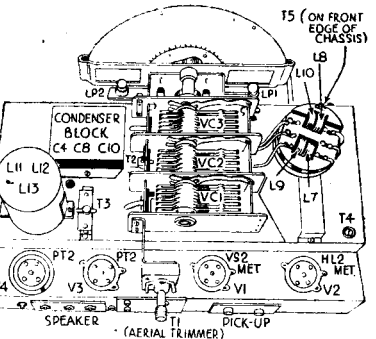 T5 (ON FRONT
EDGE OF
CHASSIS)
L8
L10
LP2
LP1
CONDENSER
BLOCK
C4 C8 C10
VC3
T2
VC2
L11 L12
L13
L9
L7
VC1
T3
T4
PT2
PT2
VS2
MET
HL2
MET
4
V3
V1
V2
SPEAKER
T1
(AERIAL TRIMMER)
PICK-UP